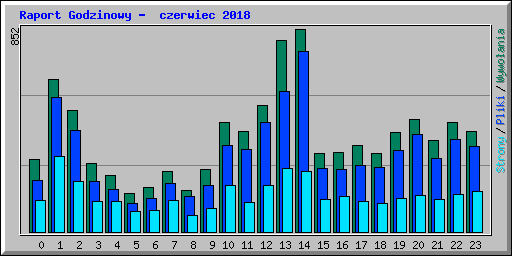 Raport Godzinowy - czerwiec 2018
852
Strony / Pliki / Wywołania
0 1 2 3 4 5 6 7 8 9 10 11 12 13 14 15 16 17 18 19 20 21 22 23